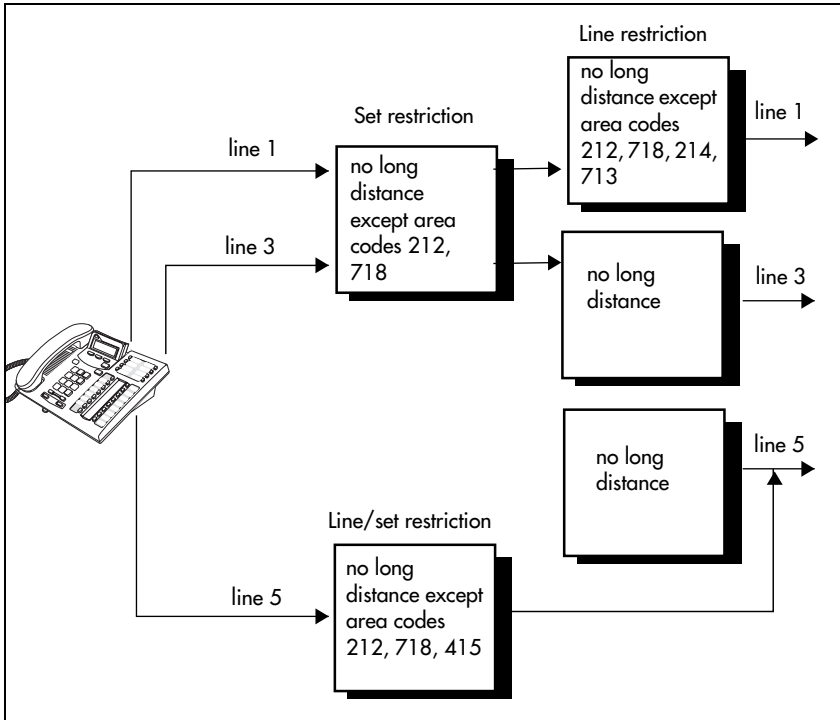 Line restriction
no long
distance except
area codes
212, 718, 214,
713
line 1
Set restriction
line 1
no long
distance
except area
codes 212,
718
line 3
no long
distance
line 3
no long
distance
line 5
Line/set restriction
no long
distance except
area codes
212, 718, 415
line 5